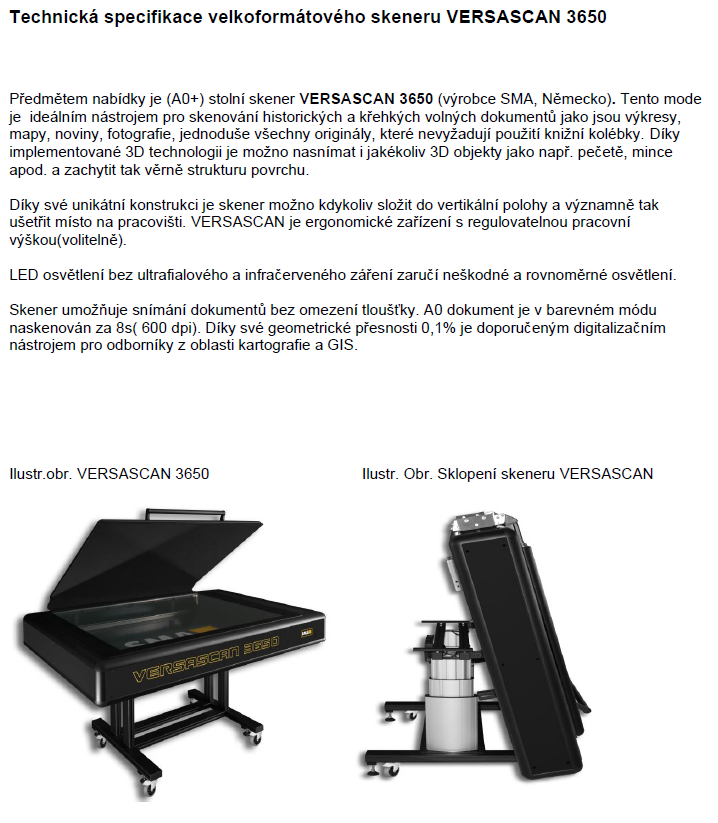 Technická specifikace velkoformátového skeneru VERSASCAN 3650
Předmětem nabídky je (A0+) stolní skener VERSASCAN 3650 (výrobce SMA, Německo). Tento mode
je  ideálním nástrojem pro skenování historických a křehkých volných dokumentů jako jsou výkresy,
mapy, noviny, fotografie, jednoduše všechny originály, které nevyžadují použití knižní kolébky. Díky
implementované 3D technologii je možno nasnímat i jakékoliv 3D objekty jako např. pečetě, mince
apod. a zachytit tak věrně strukturu povrchu.
Díky své unikátní konstrukci je skener možno kdykoliv složit do vertikální polohy a významně tak
ušetřit místo na pracovišti. VERSASCAN je ergonomické zařízení s regulovatelnou pracovní
výškou(volitelně).
LED osvětlení bez ultrafialového a infračerveného záření zaručí neškodné a rovnoměrné osvětlení.
Skener umožňuje snímání dokumentů bez omezení tloušťky. A0 dokument je v barevném módu
naskenován za 8s( 600 dpi). Díky své geometrické přesnosti 0,1% je doporučeným digitalizačním
nástrojem pro odborníky z oblasti kartografie a GIS.
Ilustr.obr. VERSASCAN 3650
Ilustr. Obr. Sklopení skeneru VERSASCAN
SMA
VERSASCAN 3650